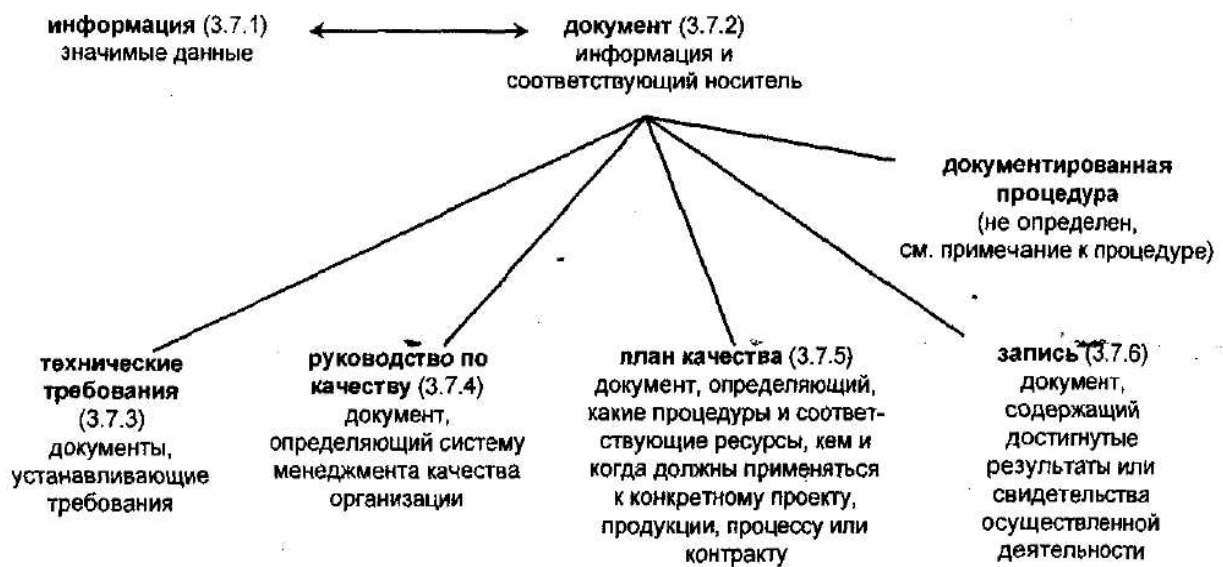 информация (3.7.1)
значимые данные
документ (3.7.2)
информация и
соответствующий носитель
документированная
процедура
(не определен,
см. примечание к процедуре)
технические
требования
(3.7.3)
документы,
устанавливающие
требования
руководство по
качеству (3.7.4)
документ,
определяющий систему
менеджмента качества
организации
план качества (3.7.5)
документ, определяющий,
какие процедуры и соответ-
ствующие ресурсы, кем и
когда должны применяться
к конкретному проекту,
продукции, процессу или
контракту
запись (3.7.6)
документ,
содержащий
достигнутые
результаты или
свидетельства
осуществленной
деятельности